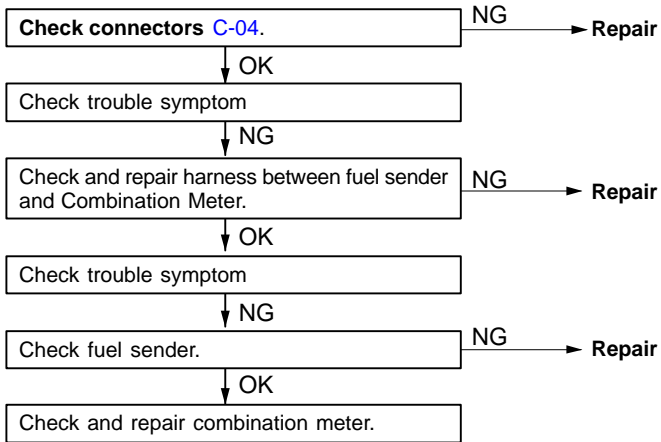 Check connectors C-04.
NG
Repair
OK
Check trouble symptom
NG
Check and repair harness between fuel sender
and Combination Meter.
NG
Repair
OK
Check trouble symptom
NG
Check fuel sender.
NG
Repair
OK
Check and repair combination meter.